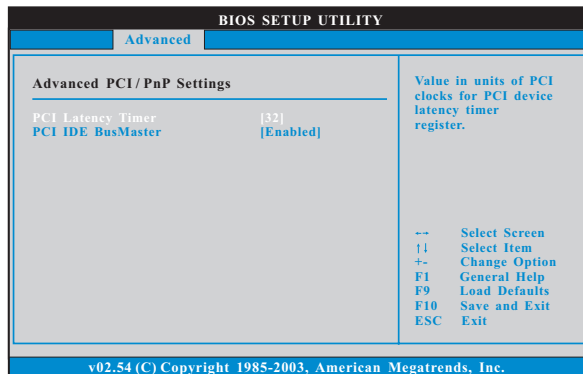 BIOS SETUP UTILITY
Advanced
Advanced PCI / PnP Settings
PCI Latency Timer [32]
PCI IDE BusMaster [Enabled]
Value in units of PCI
clocks for PCI device
latency timer
register.
←→ Select Screen
↑↓ Select Item
+- Change Option
F1 General Help
F9 Load Defaults
F10 Save and Exit
ESC Exit
v02.54 (C) Copyright 1985-2003, American Megatrends, Inc.